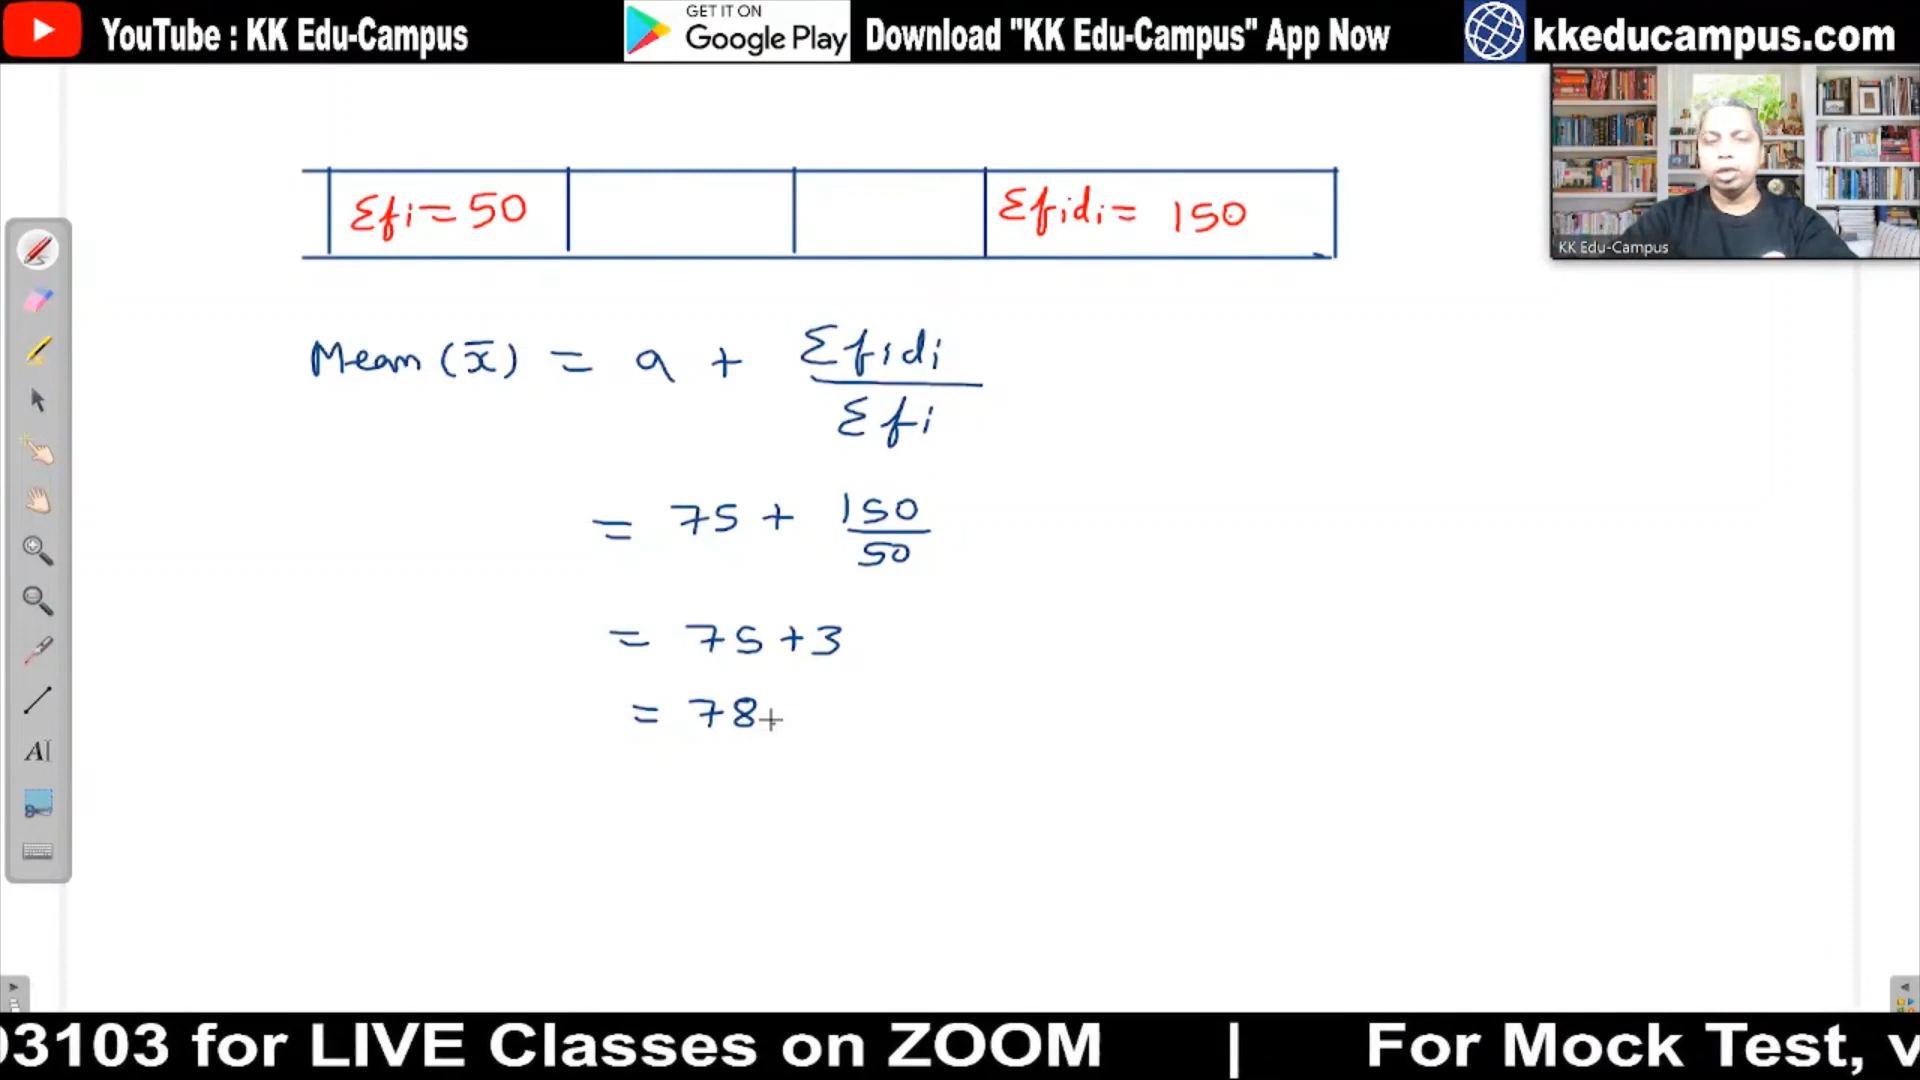 YouTube : KK Edu-Campus
GET IT ON
Google Play
Download "KK Edu-Campus" App Now
kkeducampus.com
KK Edu-Campus
Σfi = 50
Σfidi = 150
Mean (x̄) = a + Σfidi / Σfi
= 75 + 150 / 50
= 75 + 3
= 78
AI
03103 for LIVE Classes on ZOOM | For Mock Test, v